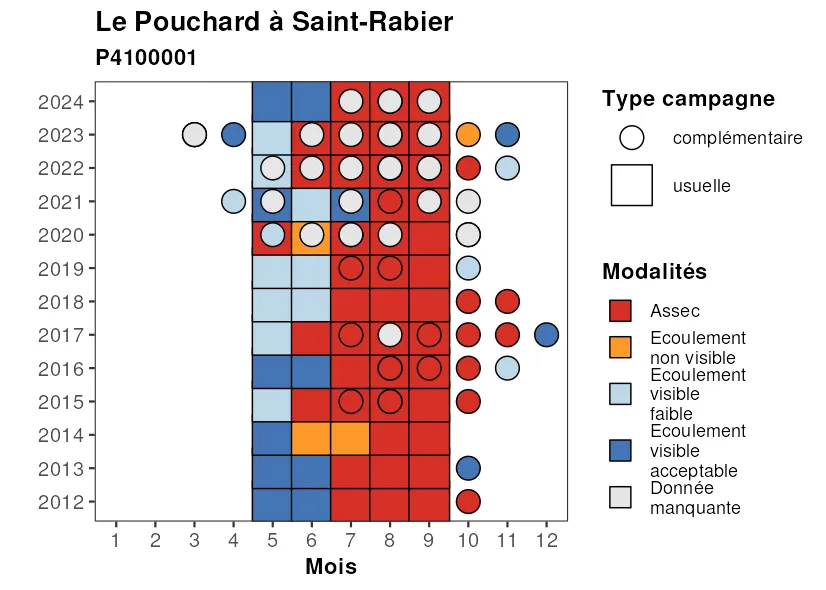 Le Pouchard à Saint-Rabier
P4100001
2024
2023
2022
2021
2020
2019
2018
2017
2016
2015
2014
2013
2012
1 2 3 4 5 6 7 8 9 10 11 12
Mois
Type campagne
complémentaire
usuelle
Modalités
Assec
Ecoulement
non visible
Ecoulement
visible
faible
Ecoulement
visible
acceptable
Donnée
manquante